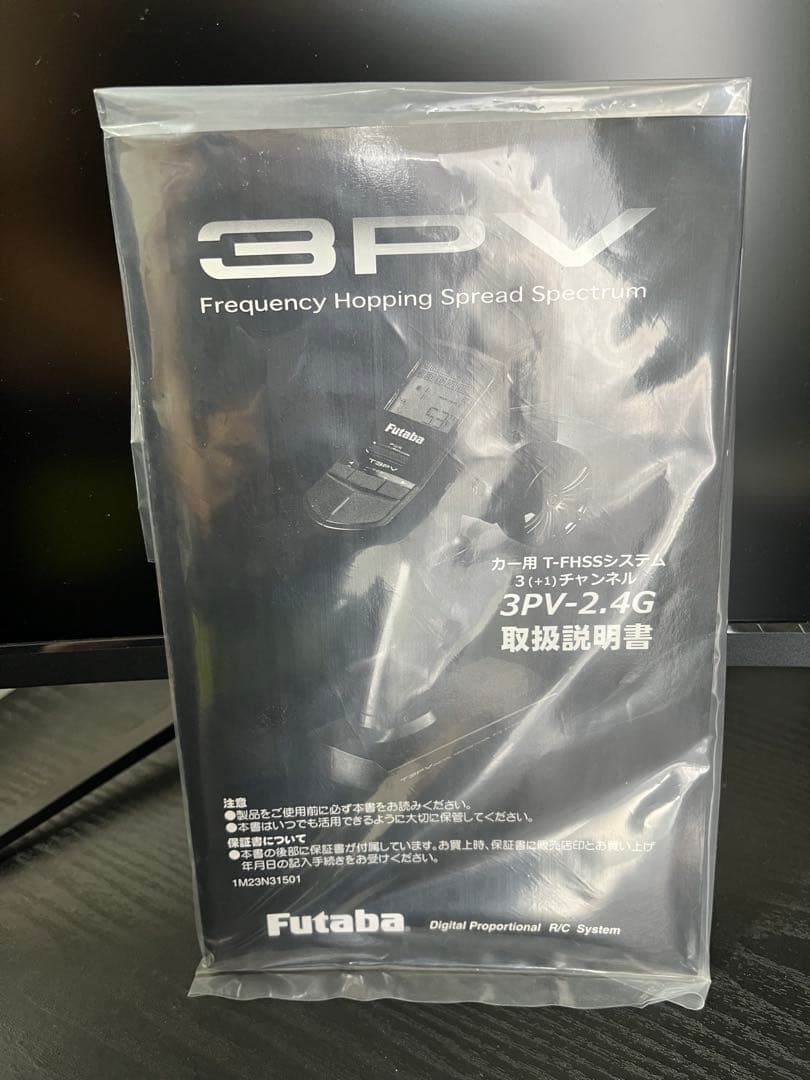 3PV
Frequency Hopping Spread Spectrum
Futaba
T3PV
カー用 T-FHSSシステム
3(+1)チャンネル
3PV-2.4G
取扱説明書
注意
●製品をご使用前に必ず本書をお読みください。
●本書はいつでも活用できるように大切に保管してください。
保証書について
●本書の後部に保証書が付属しています。お買上時、保証書に販売店印とお買い上げ
年月日の記入手続きをお受けください。
1M23N31501
Futaba Digital Proportional R/C System